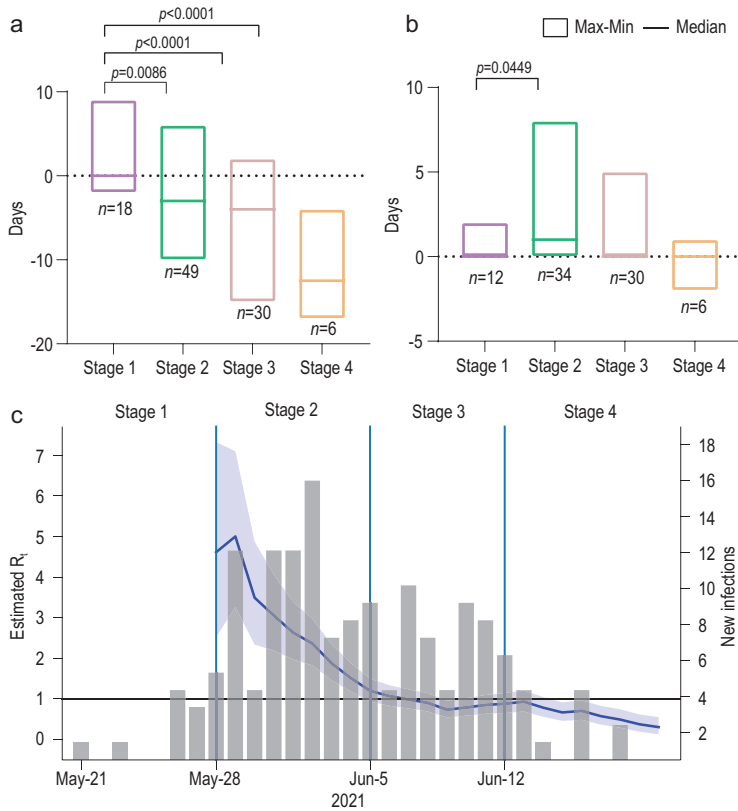 a
p<0.0001
p<0.0001
p=0.0086
10
0
-10
-20
Days
n=18
n=49
n=30
n=6
Stage 1 Stage 2 Stage 3 Stage 4
b
Max-Min Median
p=0.0449
10
5
0
-5
Days
n=12
n=34
n=30
n=6
Stage 1 Stage 2 Stage 3 Stage 4
c
Stage 1 Stage 2 Stage 3 Stage 4
7
6
5
4
3
2
1
0
Estimated Rt
18
16
14
12
10
8
6
4
2
New infections
May-21 May-28 Jun-5 Jun-12
2021